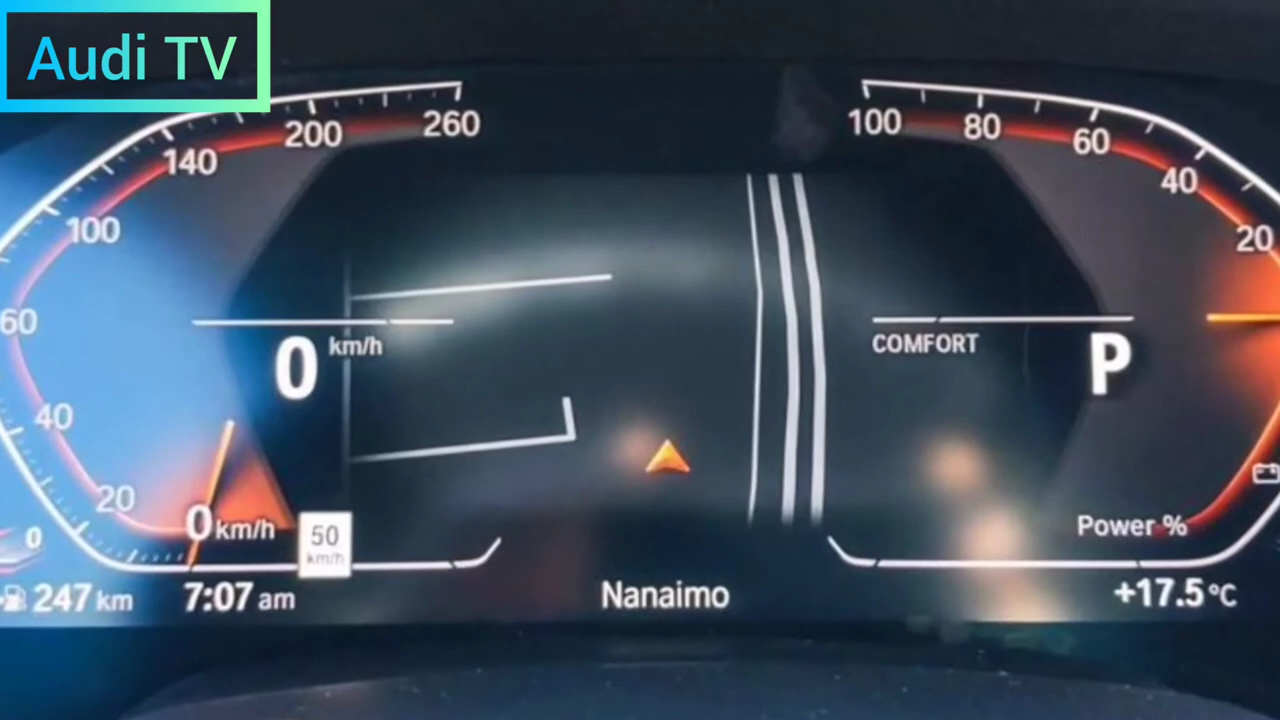 Audi TV
260
200
140
100
60
40
20
0
0 km/h
0 km/h
50
km/h
247 km
7:07 am
Nanaimo
100
80
60
40
20
COMFORT
P
Power %
+17.5 °C